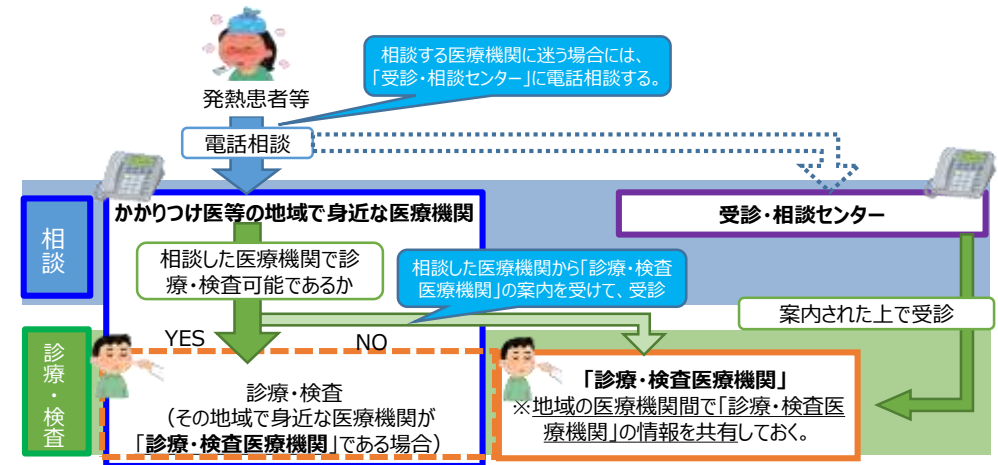 相談する医療機関に迷う場合には、
「受診・相談センター」に電話相談する。
発熱患者等
電話相談
相談
かかりつけ医等の地域で身近な医療機関
受診・相談センター
相談した医療機関で診
療・検査可能であるか
相談した医療機関から「診療・検査
医療機関」の案内を受けて、受診
案内された上で受診
YES
NO
診療・検査
診療・検査
(その地域で身近な医療機関が
「診療・検査医療機関」である場合)
「診療・検査医療機関」
※地域の医療機関間で「診療・検査医
療機関」の情報を共有しておく。